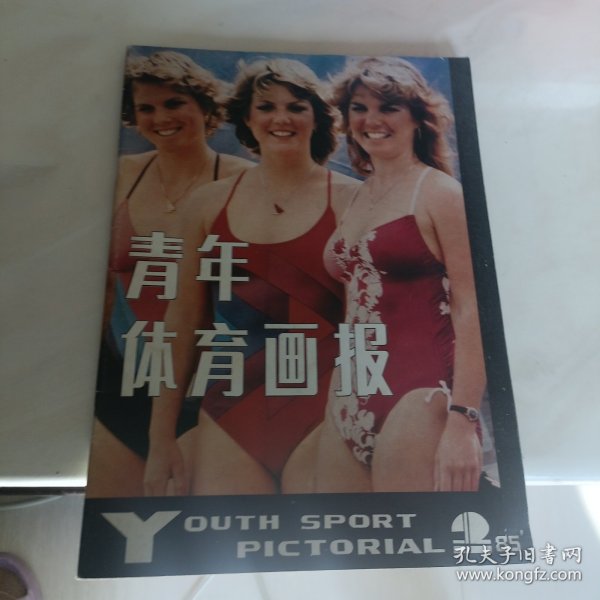 青年
体育画报
YOUTH SPORT
PICTORIAL 2 85'
孔夫子旧书网
www.kongfz.com